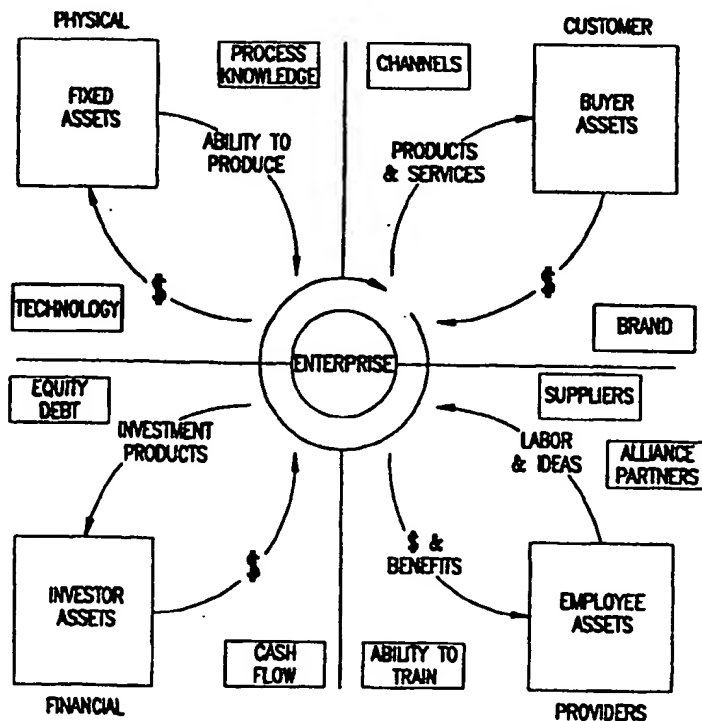 PHYSICAL
FIXED
ASSETS
PROCESS
KNOWLEDGE
ABILITY TO
PRODUCE
$
TECHNOLOGY
CUSTOMER
CHANNELS
BUYER
ASSETS
PRODUCTS
& SERVICES
$
BRAND
ENTERPRISE
EQUITY
DEBT
INVESTMENT
PRODUCTS
INVESTOR
ASSETS
$
CASH
FLOW
FINANCIAL
SUPPLIERS
LABOR
& IDEAS
ALLIANCE
PARTNERS
$ &
BENEFITS
EMPLOYEE
ASSETS
ABILITY TO
TRAIN
PROVIDERS